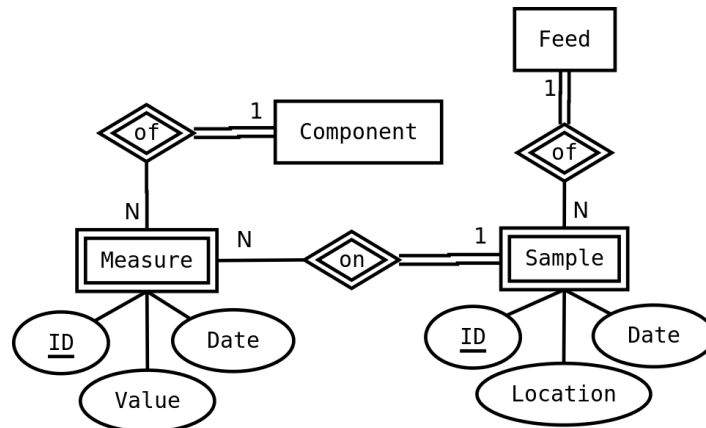 Feed
1
of
1
Component
of
N
N
Measure
N
on
1
Sample
ID
Date
Value
ID
Date
Location